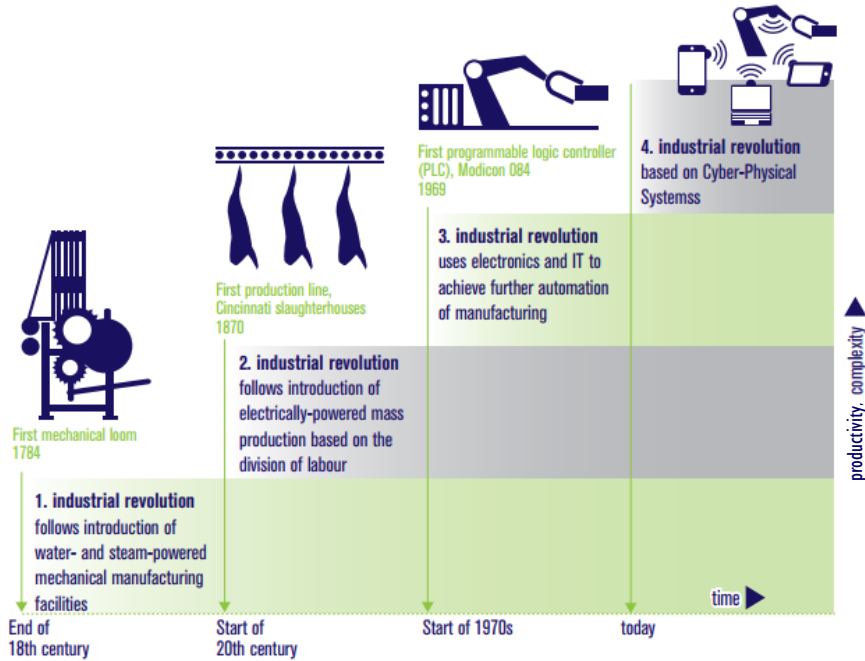 4. industrial revolution
based on Cyber-Physical
Systemss
First programmable logic controller
(PLC), Modicon 084
1969
3. industrial revolution
uses electronics and IT to
achieve further automation
of manufacturing
First production line,
Cincinnati slaughterhouses
1870
2. industrial revolution
follows introduction of
electrically-powered mass
production based on the
division of labour
First mechanical loom
1784
1. industrial revolution
follows introduction of
water- and steam-powered
mechanical manufacturing
facilities
productivity, complexity
time
End of
18th century
Start of
20th century
Start of 1970s
today